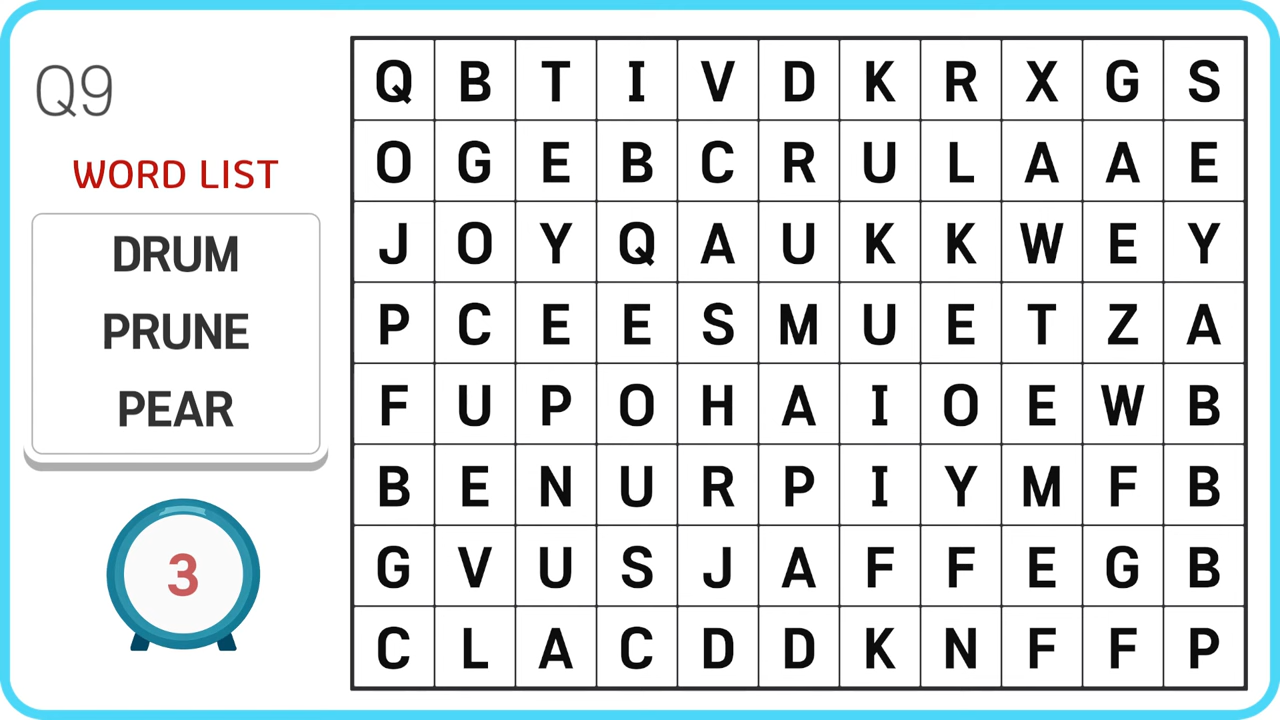 Q9
WORD LIST
DRUM
PRUNE
PEAR
3
Q B T I V D K R X G S
O G E B C R U L A A E
J O Y Q A U K K W E Y
P C E E S M U E T Z A
F U P O H A I O E W B
B E N U R P I Y M F B
G V U S J A F F E G B
C L A C D D K N F F P